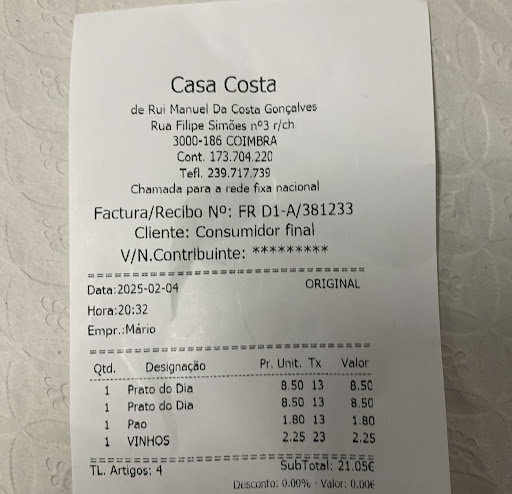 Casa Costa
de Rui Manuel Da Costa Gonçalves
Rua Filipe Simões nº3 r/ch
3000-186 COIMBRA
Cont. 173.704.220
Tefl. 239.717.739
Chamada para a rede fixa nacional
Factura/Recibo Nº: FR D1-A/381233
Cliente: Consumidor final
V/N.Contribuinte: *********
Data:2025-02-04 ORIGINAL
Hora:20:32
Empr.:Mário
Qtd. Designação Pr. Unit. Tx Valor
1 Prato do Dia 8.50 13 8.50
1 Prato do Dia 8.50 13 8.50
1 Pao 1.80 13 1.80
1 VINHOS 2.25 23 2.25
TL. Artigos: 4 SubTotal: 21.05€
Desconto: 0.00% - Valor: 0.00€